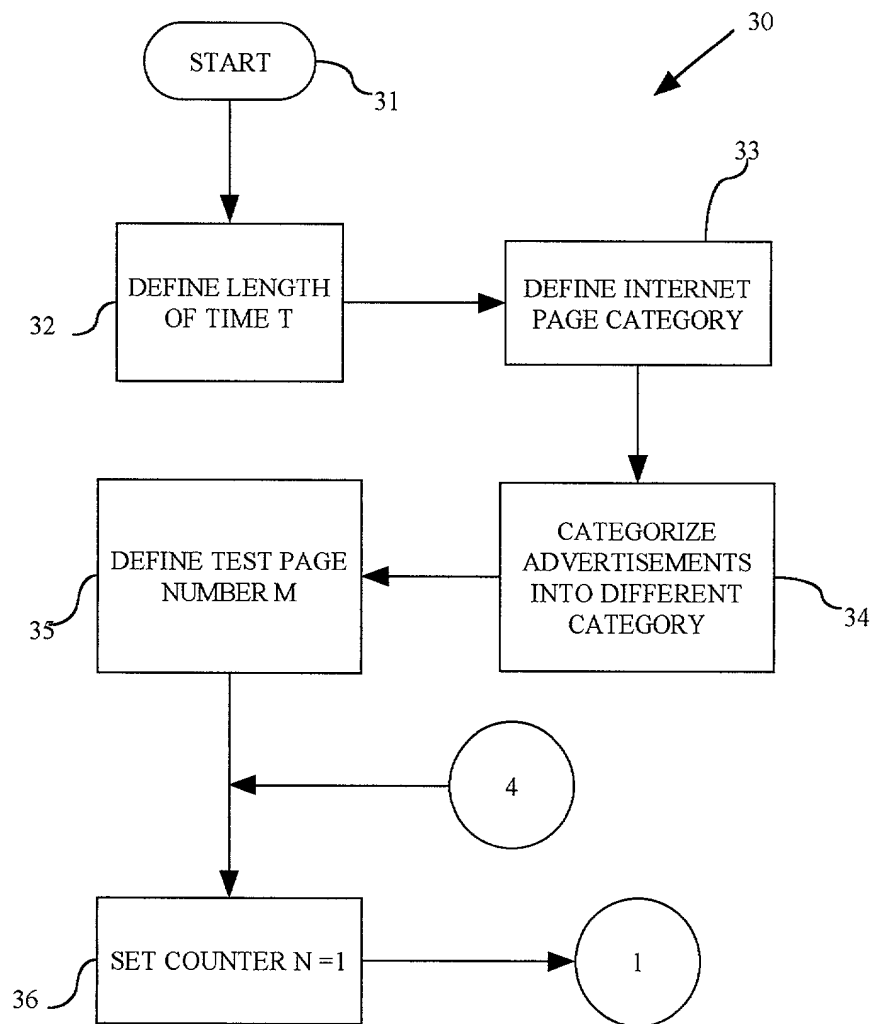 START
31
30
33
DEFINE LENGTH
OF TIME T
32
DEFINE INTERNET
PAGE CATEGORY
DEFINE TEST PAGE
NUMBER M
35
CATEGORIZE
ADVERTISEMENTS
INTO DIFFERENT
CATEGORY
34
4
SET COUNTER N =1
36
1